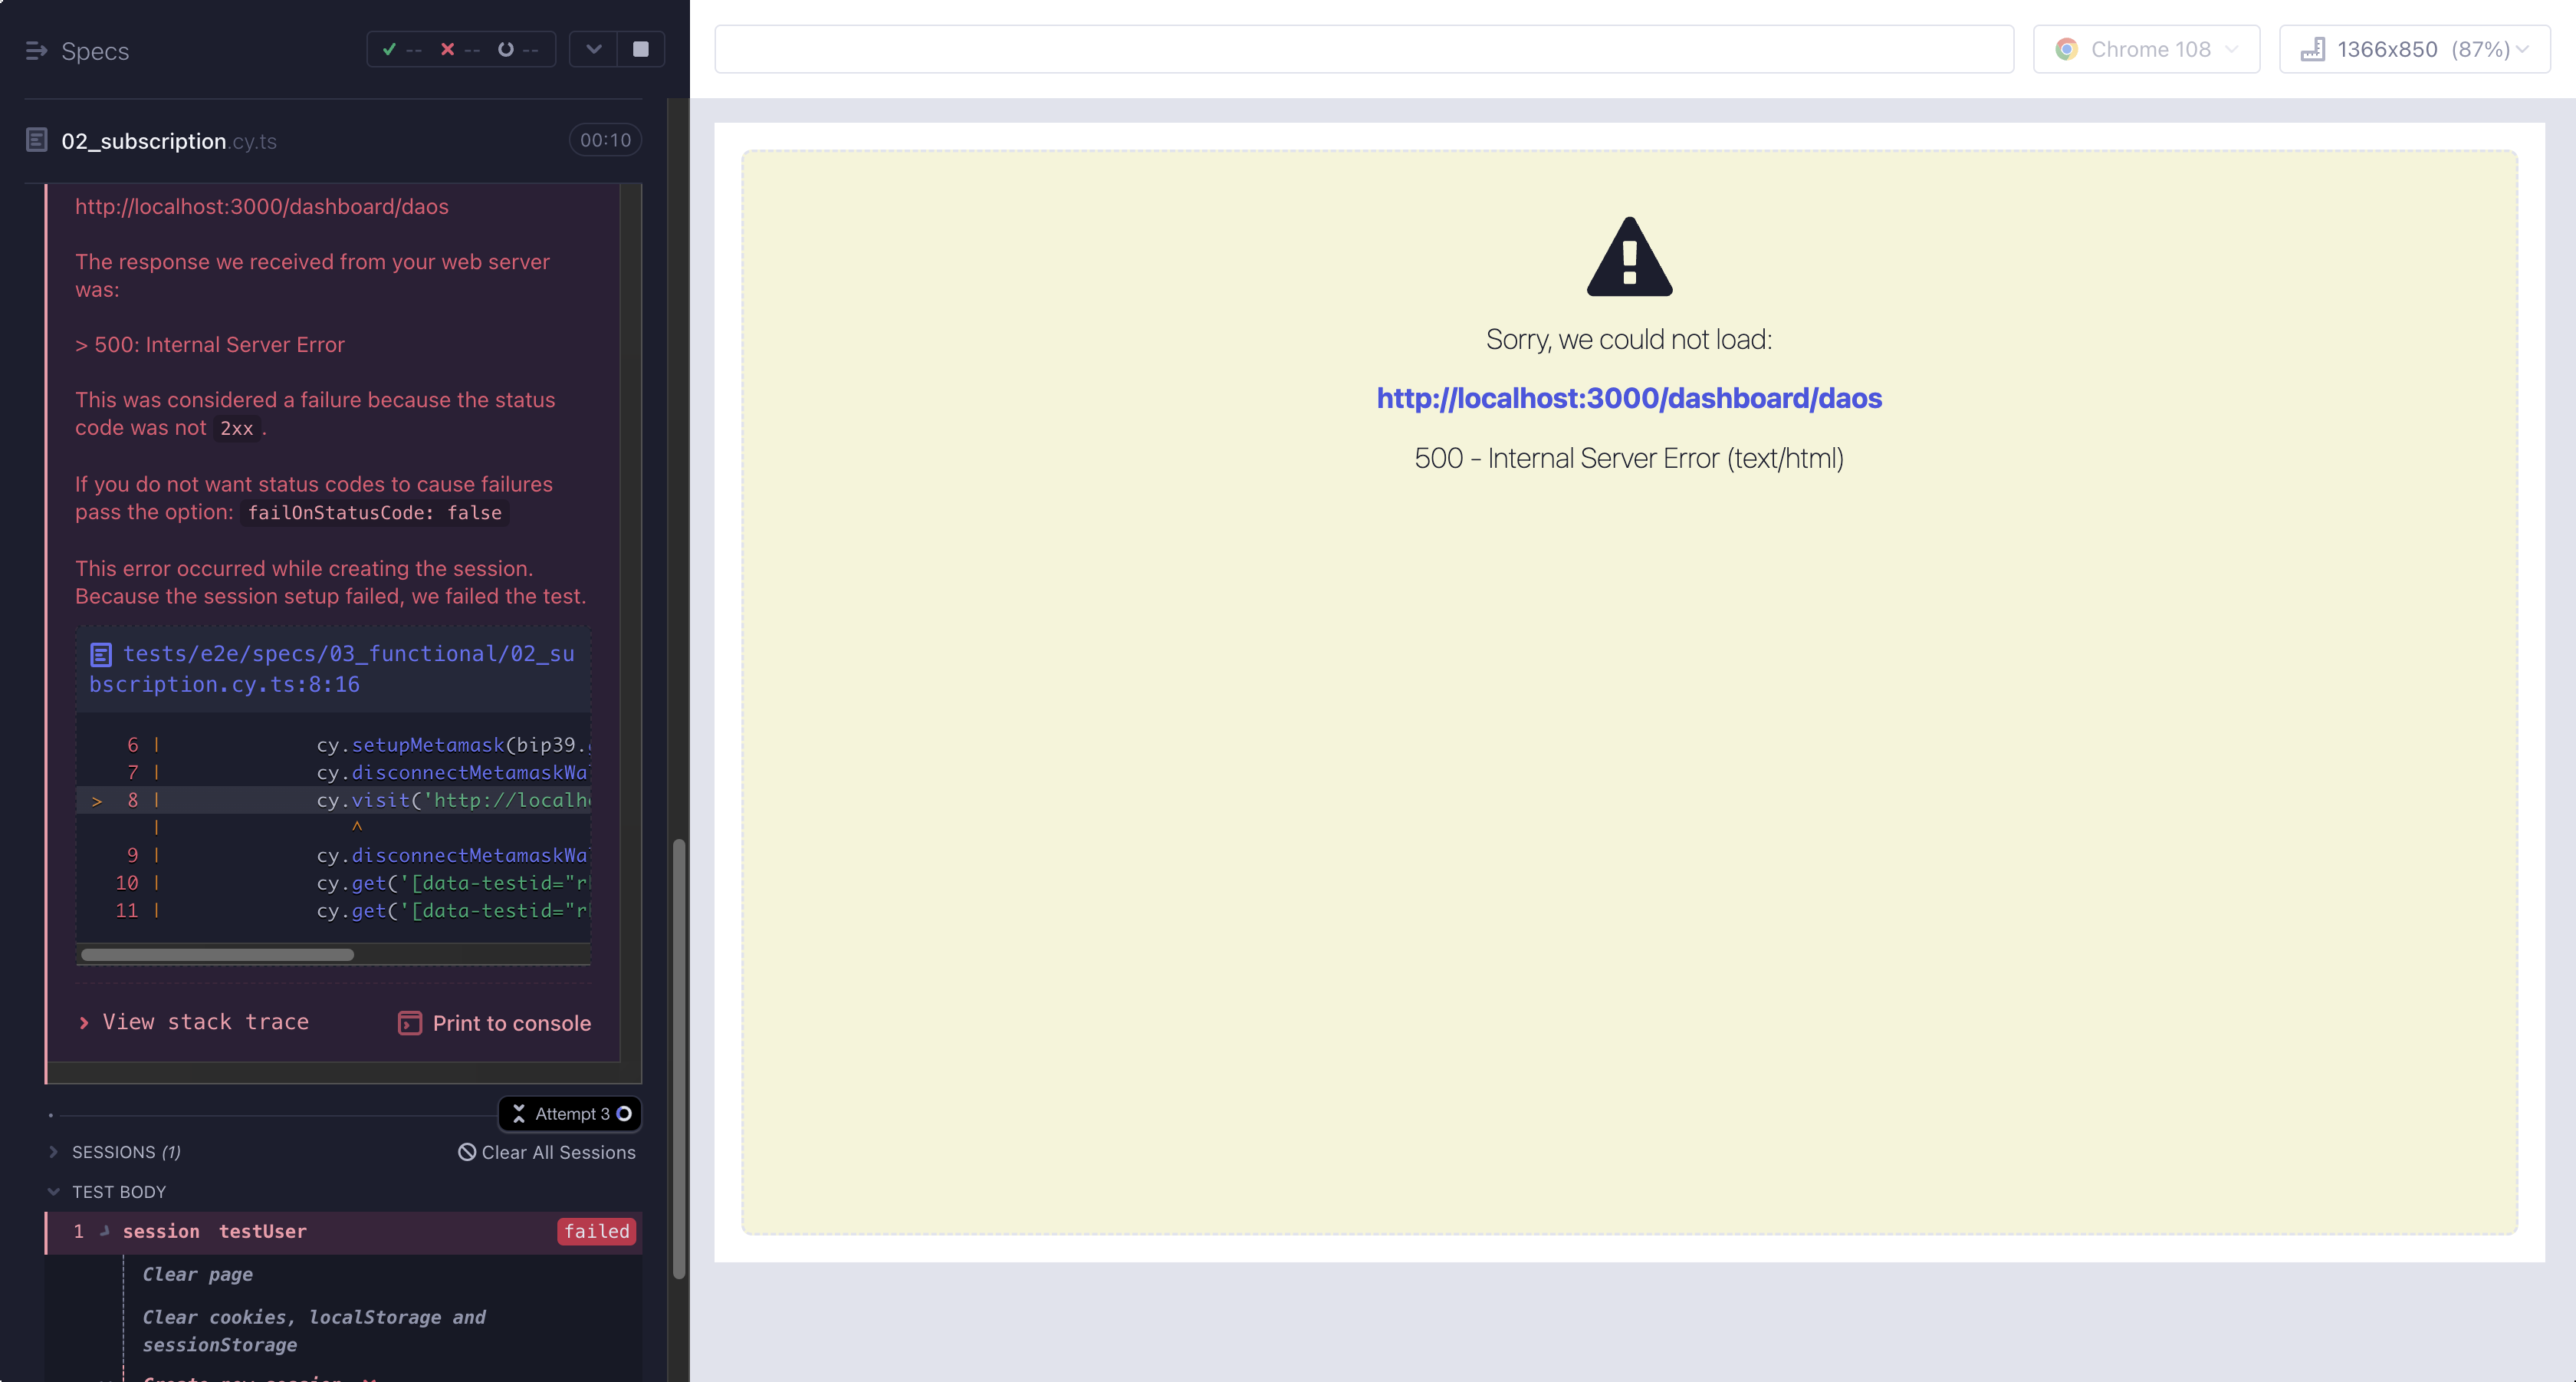 Specs
-- -- --
02_subscription.cy.ts 00:10
http://localhost:3000/dashboard/daos
The response we received from your web server
was:
> 500: Internal Server Error
This was considered a failure because the status
code was not 2xx.
If you do not want status codes to cause failures
pass the option: failOnStatusCode: false
This error occurred while creating the session.
Because the session setup failed, we failed the test.
tests/e2e/specs/03_functional/02_su
bscription.cy.ts:8:16
6 | cy.setupMetamask(bip39.
7 | cy.disconnectMetamaskWa
> 8 | cy.visit('http://localh
| ^
9 | cy.disconnectMetamaskWa
10 | cy.get('[data-testid="r
11 | cy.get('[data-testid="r
View stack trace
Print to console
Attempt 3
SESSIONS (1)
Clear All Sessions
TEST BODY
1 session testUser failed
Clear page
Clear cookies, localStorage and
sessionStorage
Create new session
Chrome 108
1366x850 (87%)
Sorry, we could not load:
http://localhost:3000/dashboard/daos
500 - Internal Server Error (text/html)